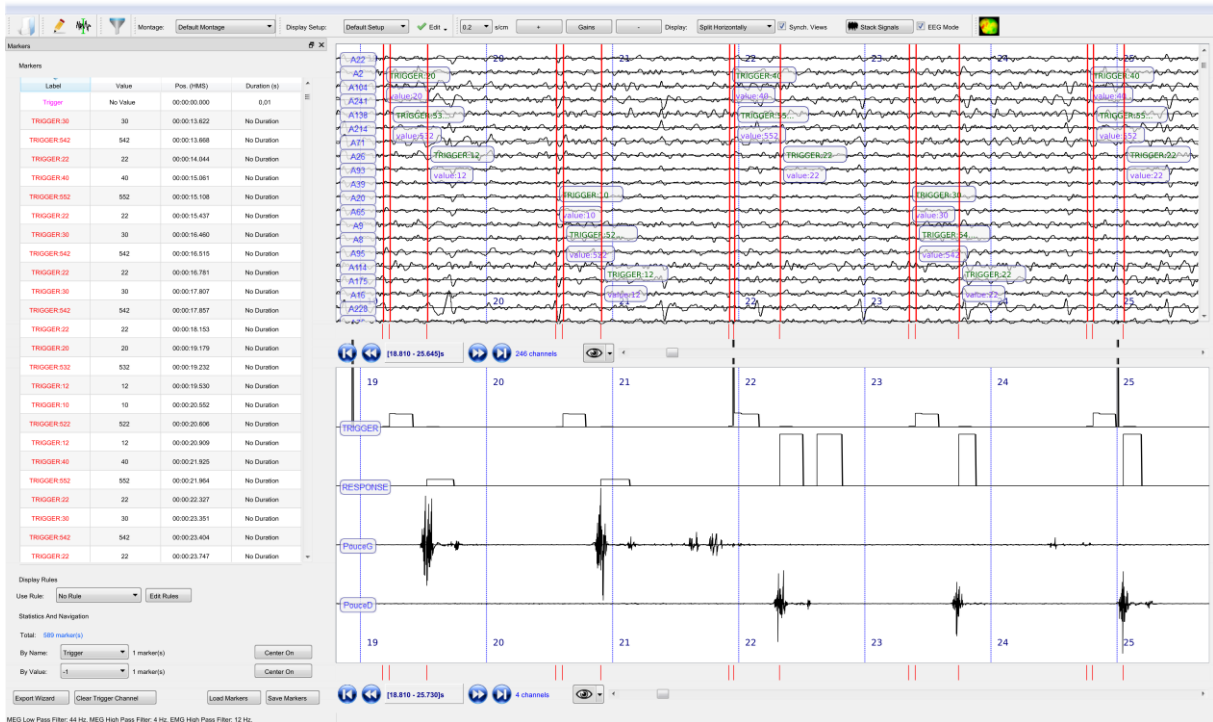 Montage: Default Montage Display Setup: Default Setup Edit 0.2 s/cm + Gains - Display: Split Horizontally Synch. Views Stack Signals EEG Mode
Markers
Markers
Label Value Pos. (HMS) Duration (s)
Trigger No Value 00:00:00.000 0,01
TRIGGER:30 30 00:00:13.622 No Duration
TRIGGER:542 542 00:00:13.668 No Duration
TRIGGER:22 22 00:00:14.044 No Duration
TRIGGER:40 40 00:00:15.061 No Duration
TRIGGER:552 552 00:00:15.108 No Duration
TRIGGER:22 22 00:00:15.437 No Duration
TRIGGER:30 30 00:00:16.460 No Duration
TRIGGER:542 542 00:00:16.515 No Duration
TRIGGER:22 22 00:00:16.781 No Duration
TRIGGER:30 30 00:00:17.807 No Duration
TRIGGER:542 542 00:00:17.857 No Duration
TRIGGER:22 22 00:00:18.153 No Duration
TRIGGER:20 20 00:00:19.179 No Duration
TRIGGER:532 532 00:00:19.232 No Duration
TRIGGER:12 12 00:00:19.530 No Duration
TRIGGER:10 10 00:00:20.552 No Duration
TRIGGER:522 522 00:00:20.606 No Duration
TRIGGER:12 12 00:00:20.909 No Duration
TRIGGER:40 40 00:00:21.925 No Duration
TRIGGER:552 552 00:00:21.964 No Duration
TRIGGER:22 22 00:00:22.327 No Duration
TRIGGER:30 30 00:00:23.351 No Duration
TRIGGER:542 542 00:00:23.404 No Duration
TRIGGER:22 22 00:00:23.747 No Duration
Display Rules
Use Rule: No Rule Edit Rules
Statistics And Navigation
Total: 589 marker(s)
By Name: Trigger 1 marker(s) Center On
By Value: -1 1 marker(s) Center On
Export Wizard Clear Trigger Channel Load Markers Save Markers
MEG Low Pass Filter: 44 Hz, MEG High Pass Filter: 4 Hz, EMG High Pass Filter: 12 Hz,
A22 20 21 22 23 24 25
A2 TRIGGER:20 TRIGGER:40 TRIGGER:40
A104
A241 value:20 value:40 value:40
A138 TRIGGER:53... TRIGGER:55... TRIGGER:55...
A214 value:532 value:552 value:552
A71
A26 TRIGGER:12 TRIGGER:22 TRIGGER:22
A93 value:12 value:22 value:22
A39
A20 TRIGGER:10 TRIGGER:30
A65 value:10 value:30
A9 TRIGGER:52... TRIGGER:54...
A8
A95 value:522 value:542
A114 TRIGGER:12 TRIGGER:22
A175
A16 value:12 value:22
A228 20 21 22 23 24 25
[18.810 - 25.645]s 246 channels
19 20 21 22 23 24 25
TRIGGER
RESPONSE
PouceG
PouceD
19 20 21 22 23 24 25
[18.810 - 25.730]s 4 channels